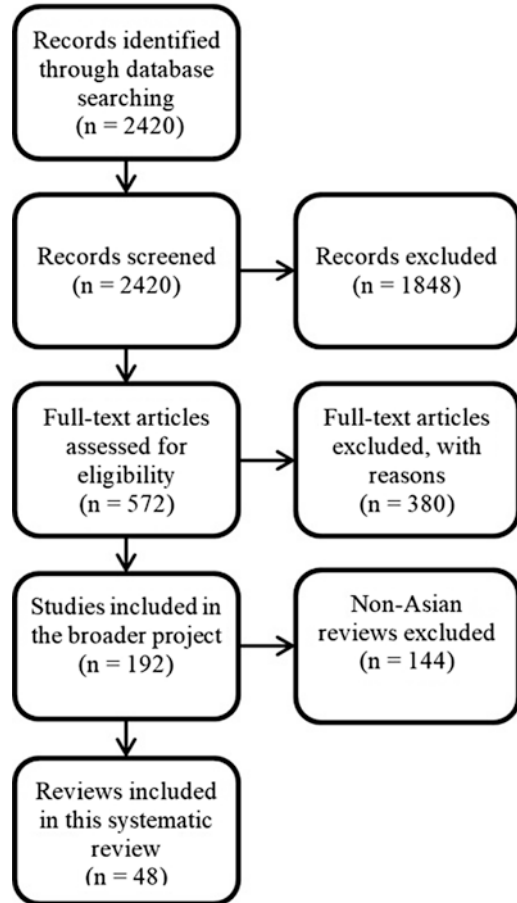 Records identified
through database
searching
(n = 2420)
Records screened
(n = 2420)
Records excluded
(n = 1848)
Full-text articles
assessed for
eligibility
(n = 572)
Full-text articles
excluded, with
reasons
(n = 380)
Studies included in
the broader project
(n = 192)
Non-Asian
reviews excluded
(n = 144)
Reviews included
in this systematic
review
(n = 48)